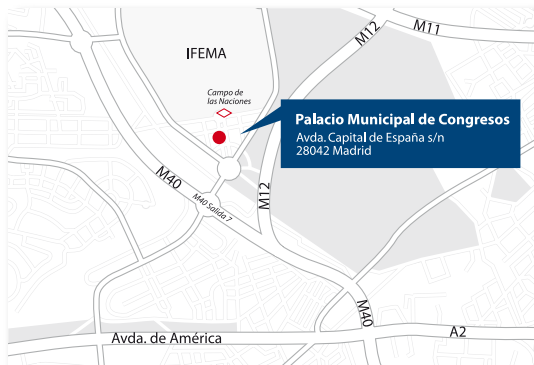 M12
M11
IFEMA
Campo de
las Naciones
Palacio Municipal de Congresos
Avda. Capital de España s/n
28042 Madrid
M40
M12
M40 Salida 7
M40
Avda. de América
A2